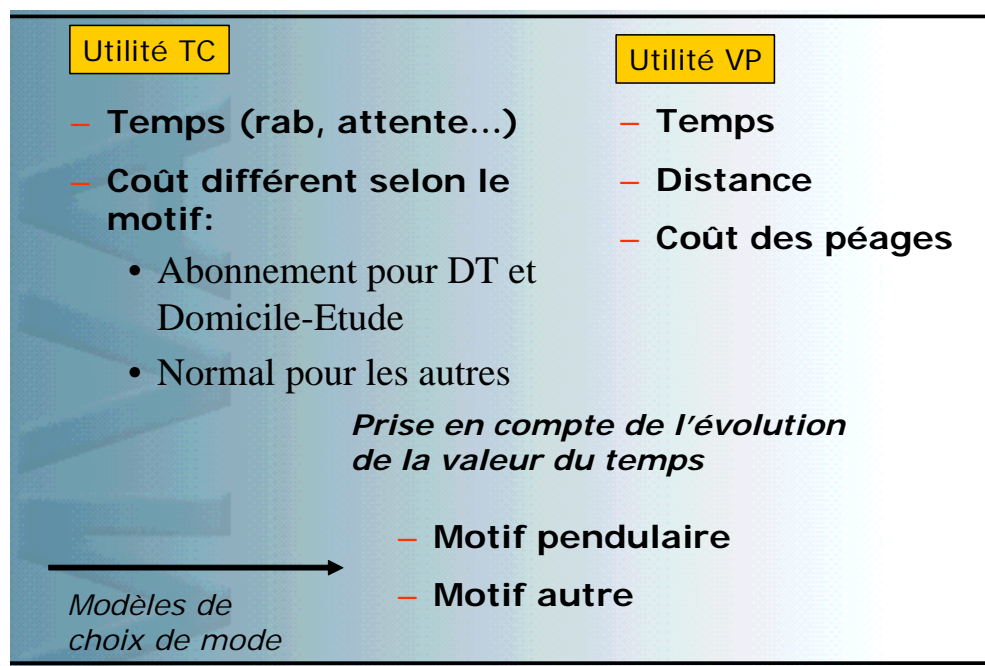 Utilité TC
– Temps (rab, attente…)
– Coût différent selon le
motif:
• Abonnement pour DT et
Domicile-Etude
• Normal pour les autres
Utilité VP
– Temps
– Distance
– Coût des péages
Prise en compte de l’évolution
de la valeur du temps
– Motif pendulaire
– Motif autre
Modèles de
choix de mode